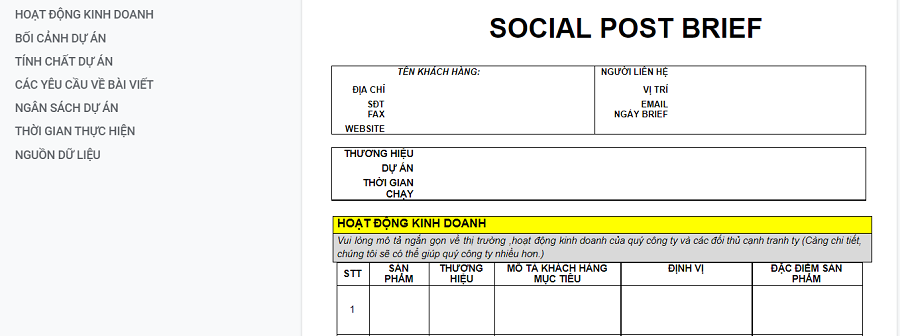 HOẠT ĐỘNG KINH DOANH
BỐI CẢNH DỰ ÁN
TÍNH CHẤT DỰ ÁN
CÁC YÊU CẦU VỀ BÀI VIẾT
NGÂN SÁCH DỰ ÁN
THỜI GIAN THỰC HIỆN
NGUỒN DỮ LIỆU
SOCIAL POST BRIEF
TÊN KHÁCH HÀNG:
ĐỊA CHỈ
SĐT
FAX
WEBSITE
NGƯỜI LIÊN HỆ
VỊ TRÍ
EMAIL
NGÀY BRIEF
THƯƠNG HIỆU
DỰ ÁN
THỜI GIAN
CHẠY
HOẠT ĐỘNG KINH DOANH
Vui lòng mô tả ngắn gọn về thị trường ,hoạt động kinh doanh của quý công ty và các đối thủ cạnh tranh ty (Càng chi tiết,
chúng tôi sẽ có thể giúp quý công ty nhiều hơn.)
STT
SẢN
PHẨM
THƯƠNG
HIỆU
MÔ TẢ KHÁCH HÀNG
MỤC TIÊU
ĐỊNH VỊ
ĐẶC ĐIỂM SẢN
PHẨM
1